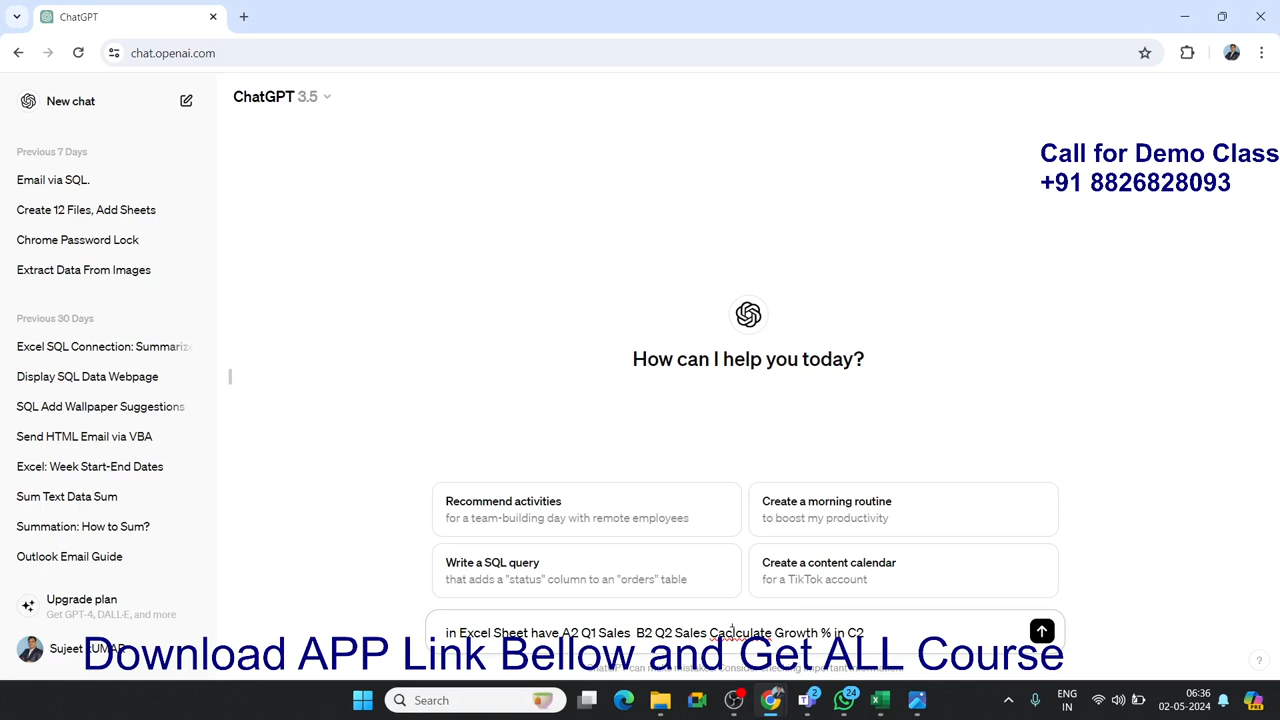 ChatGPT
chat.openai.com
New chat
ChatGPT 3.5
Call for Demo Class
+91 8826828093
Previous 7 Days
Email via SQL.
Create 12 Files, Add Sheets
Chrome Password Lock
Extract Data From Images
Previous 30 Days
Excel SQL Connection: Summarize
Display SQL Data Webpage
SQL Add Wallpaper Suggestions
Send HTML Email via VBA
Excel: Week Start-End Dates
Sum Text Data Sum
Summation: How to Sum?
Outlook Email Guide
Upgrade plan
Get GPT-4, DALL·E, and more
Sujeet KUMAR
How can I help you today?
Recommend activities
for a team-building day with remote employees
Create a morning routine
to boost my productivity
Write a SQL query
that adds a "status" column to an "orders" table
Create a content calendar
for a TikTok account
in Excel Sheet have A2 Q1 Sales B2 Q2 Sales Caclculate Growth % in C2
Download APP Link Bellow and Get ALL Course
?
Search
2
24
ENG
IN
06:36
02-05-2024